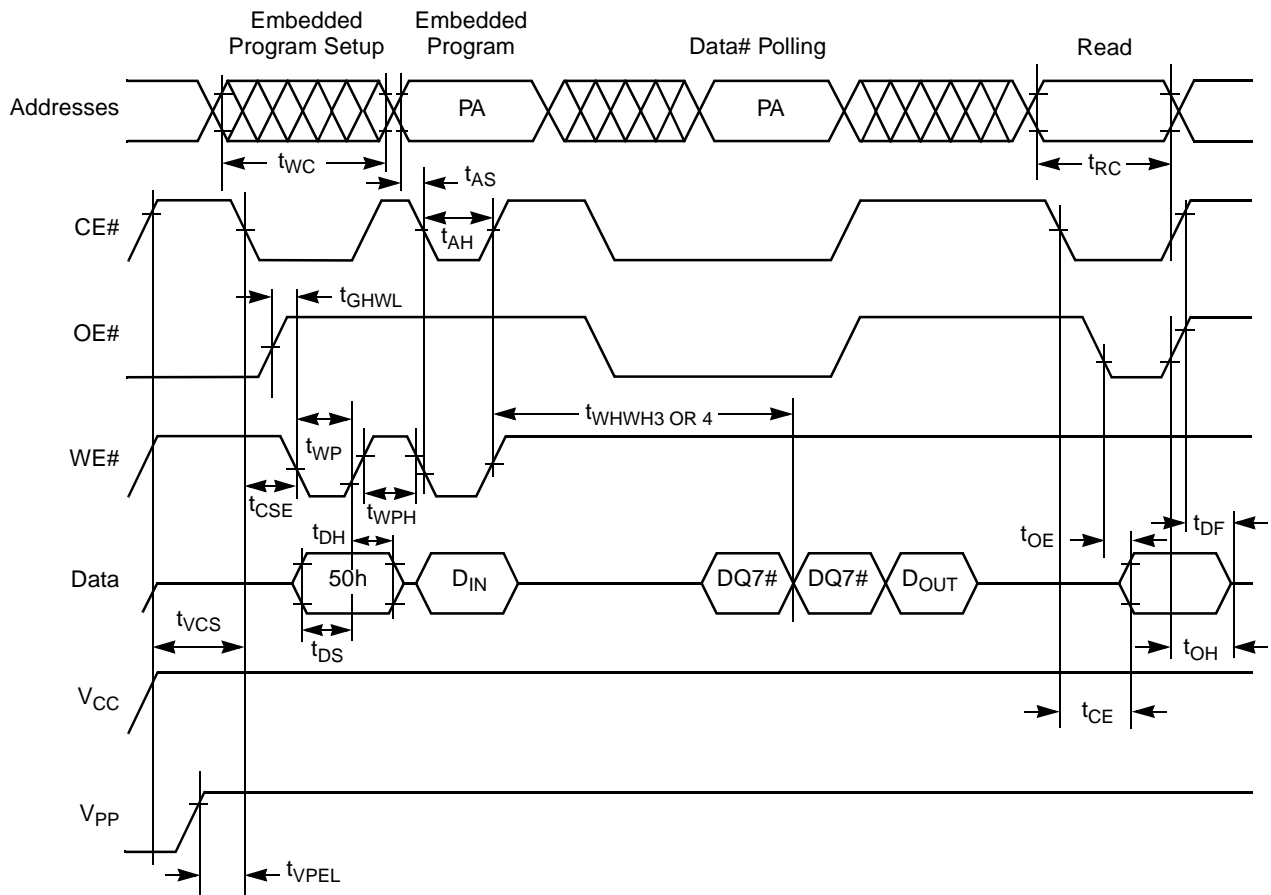 Embedded
Program Setup
Embedded
Program
Data# Polling
Read
Addresses
PA
PA
tWC
tAS
tRC
CE#
tAH
tGHWL
OE#
tWHWH3 OR 4
tWP
WE#
tCSE
tWPH
tDH
tOE
tDF
Data
50h
DIN
DQ7#
DQ7#
DOUT
tVCS
tDS
tOH
VCC
tCE
VPP
tVPEL